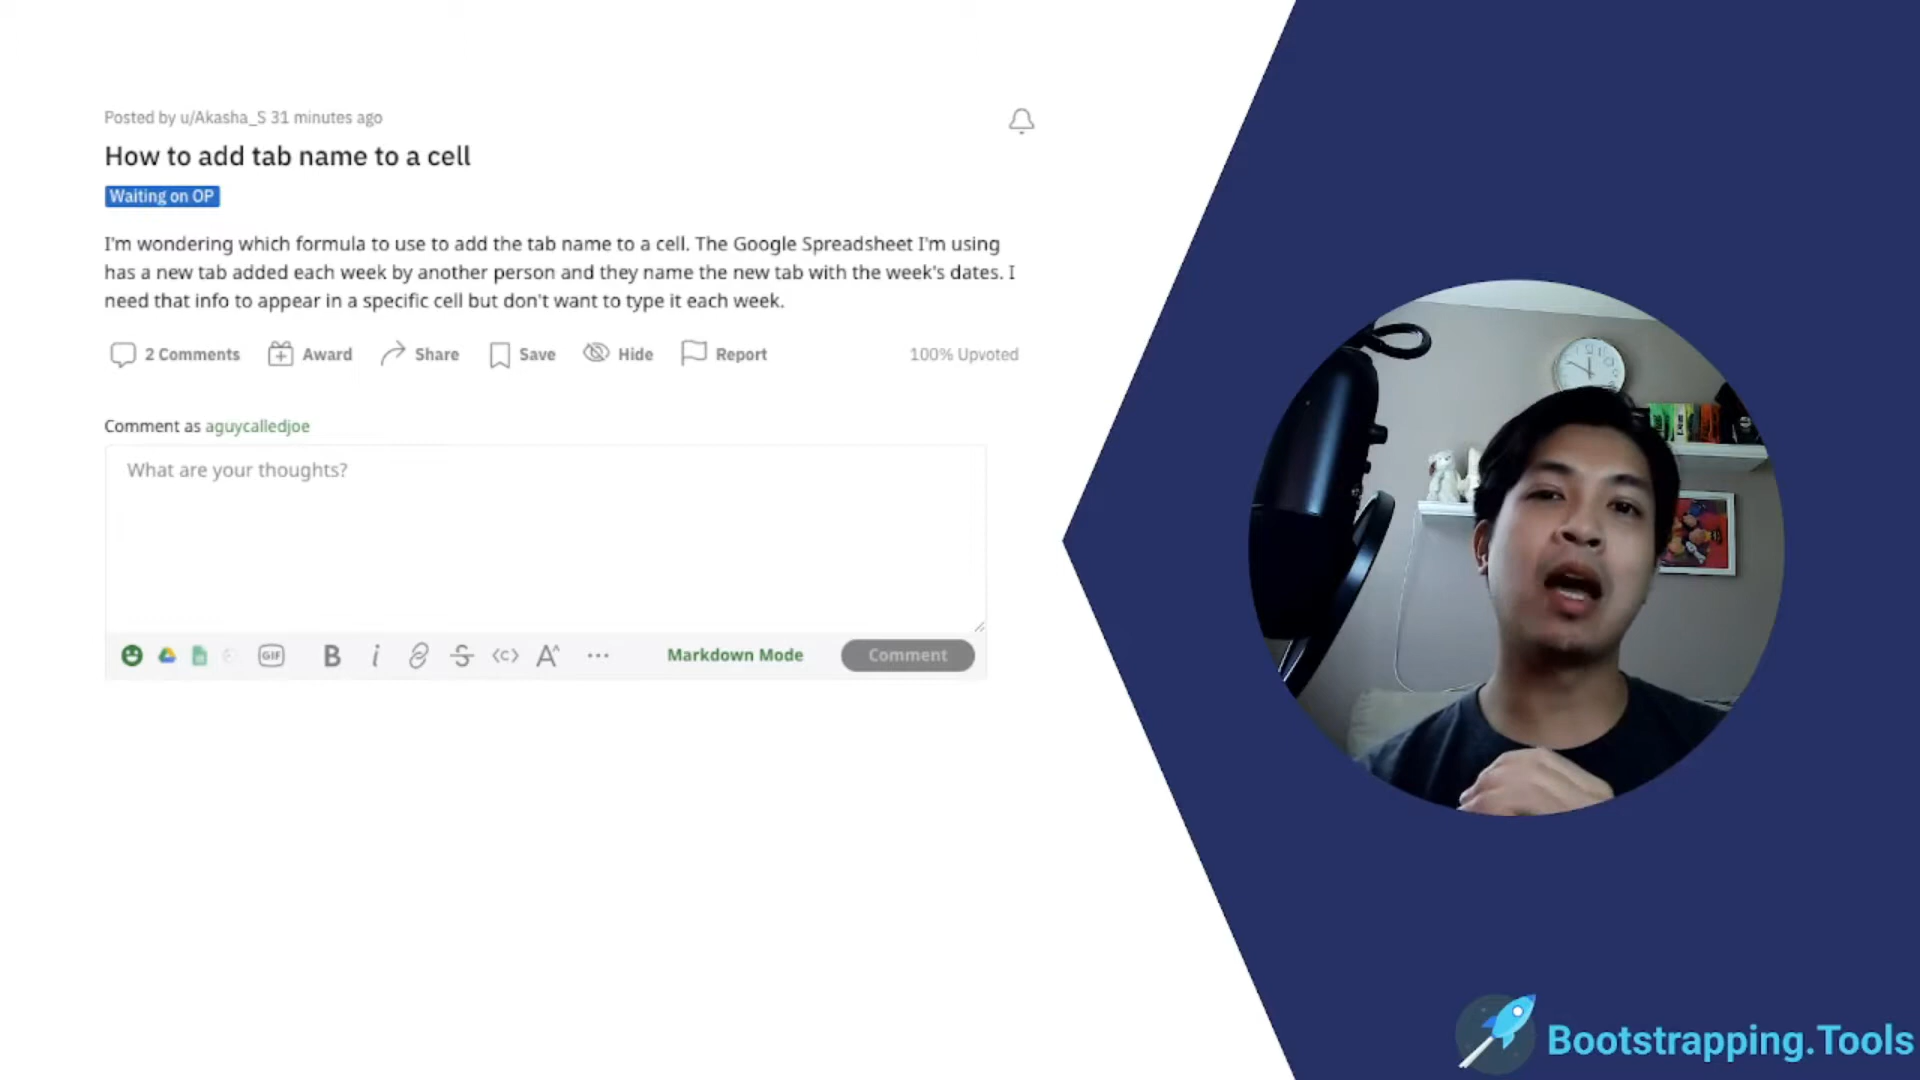 Posted by u/Akasha_S 31 minutes ago
How to add tab name to a cell
Waiting on OP
I'm wondering which formula to use to add the tab name to a cell. The Google Spreadsheet I'm using
has a new tab added each week by another person and they name the new tab with the week's dates. I
need that info to appear in a specific cell but don't want to type it each week.
2 Comments Award Share Save Hide Report 100% Upvoted
Comment as aguycalledjoe
What are your thoughts?
GIF B i A^ Markdown Mode Comment
Bootstrapping.Tools